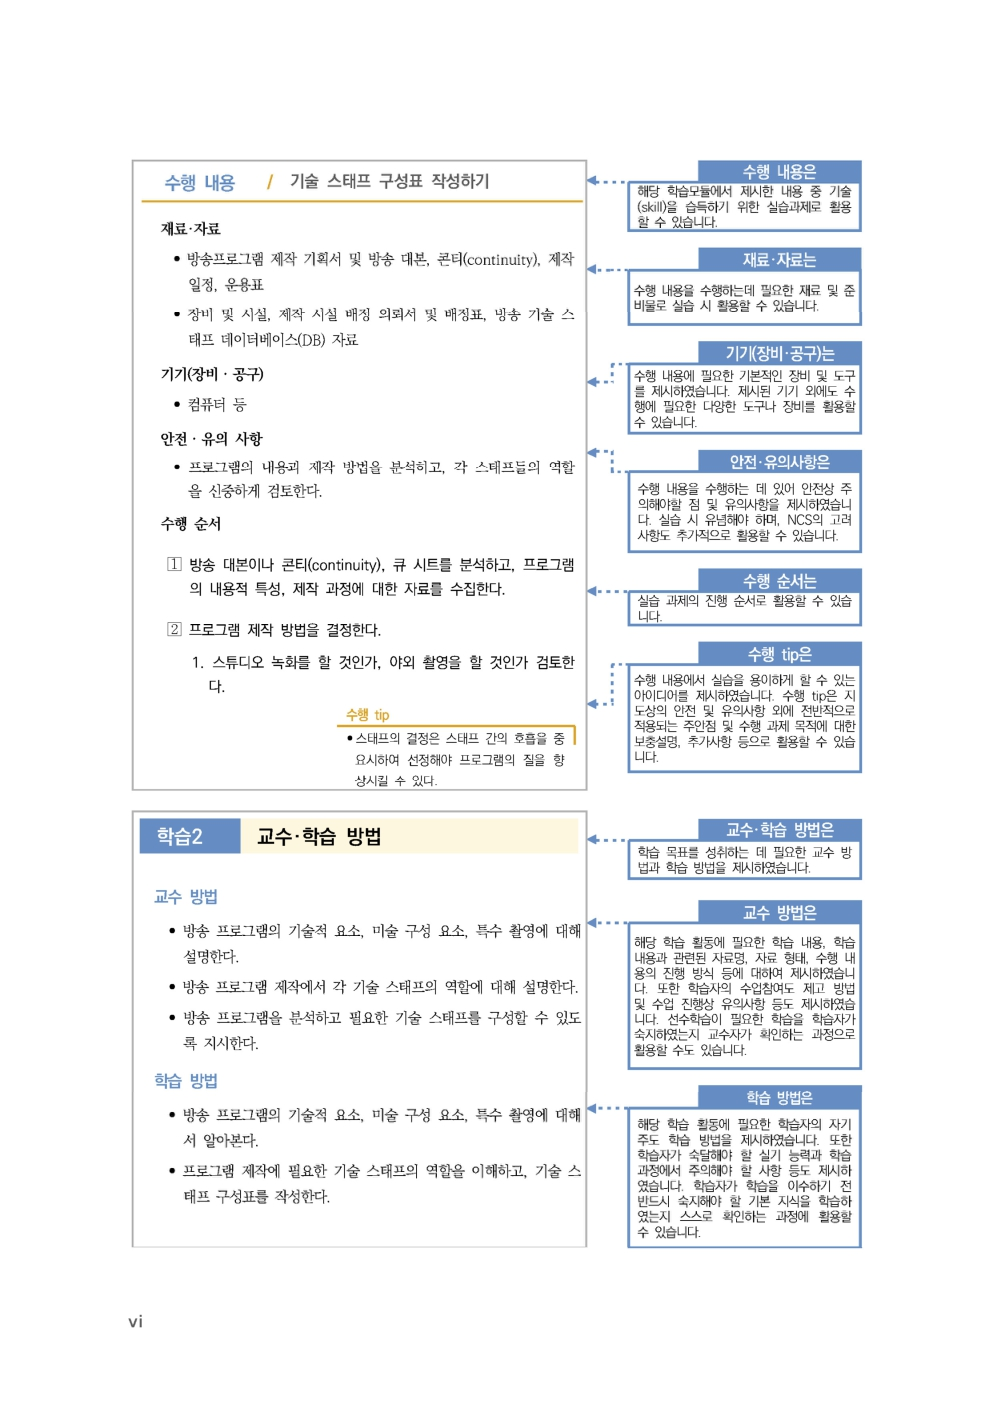 수행 내용 / 기술 스태프 구성표 작성하기
재료·자료
• 방송프로그램 제작 기획서 및 방송 대본, 콘티(continuity), 제작
일정, 운용표
• 장비 및 시설, 제작 시설 배정 의뢰서 및 배정표, 방송 기술 스
태프 데이터베이스(DB) 자료
기기(장비 · 공구)
• 컴퓨터 등
안전 · 유의 사항
• 프로그램의 내용과 제작 방법을 분석하고, 각 스태프들의 역할
을 신중하게 검토한다.
수행 순서
1 방송 대본이나 콘티(continuity), 큐 시트를 분석하고, 프로그램
의 내용적 특성, 제작 과정에 대한 자료를 수집한다.
2 프로그램 제작 방법을 결정한다.
1. 스튜디오 녹화를 할 것인가, 야외 촬영을 할 것인가 검토한
다.
수행 tip
• 스태프의 결정은 스태프 간의 호흡을 중
요시하여 선정해야 프로그램의 질을 향
상시킬 수 있다.
수행 내용은
해당 학습모듈에서 제시한 내용 중 기술
(skill)을 습득하기 위한 실습과제로 활용
할 수 있습니다.
재료·자료는
수행 내용을 수행하는데 필요한 재료 및 준
비물로 실습 시 활용할 수 있습니다.
기기(장비·공구)는
수행 내용에 필요한 기본적인 장비 및 도구
를 제시하였습니다. 제시된 기기 외에도 수
행에 필요한 다양한 도구나 장비를 활용할
수 있습니다.
안전·유의사항은
수행 내용을 수행하는 데 있어 안전상 주
의해야할 점 및 유의사항을 제시하였습니
다. 실습 시 유념해야 하며, NCS의 고려
사항도 추가적으로 활용할 수 있습니다.
수행 순서는
실습 과제의 진행 순서로 활용할 수 있습
니다.
수행 tip은
수행 내용에서 실습을 용이하게 할 수 있는
아이디어를 제시하였습니다. 수행 tip은 지
도상의 안전 및 유의사항 외에 전반적으로
적용되는 주안점 및 수행 과제 목적에 대한
보충설명, 추가사항 등으로 활용할 수 있습
니다.
학습2 교수·학습 방법
교수 방법
• 방송 프로그램의 기술적 요소, 미술 구성 요소, 특수 촬영에 대해
설명한다.
• 방송 프로그램 제작에서 각 기술 스태프의 역할에 대해 설명한다.
• 방송 프로그램을 분석하고 필요한 기술 스태프를 구성할 수 있도
록 지시한다.
학습 방법
• 방송 프로그램의 기술적 요소, 미술 구성 요소, 특수 촬영에 대해
서 알아본다.
• 프로그램 제작에 필요한 기술 스태프의 역할을 이해하고, 기술 스
태프 구성표를 작성한다.
교수·학습 방법은
학습 목표를 성취하는 데 필요한 교수 방
법과 학습 방법을 제시하였습니다.
교수 방법은
해당 학습 활동에 필요한 학습 내용, 학습
내용과 관련된 자료명, 자료 형태, 수행 내
용의 진행 방식 등에 대하여 제시하였습니
다. 또한 학습자의 수업참여도 제고 방법
및 수업 진행상 유의사항 등도 제시하였습
니다. 선수학습이 필요한 학습을 학습자가
숙지하였는지 교수자가 확인하는 과정으로
활용할 수도 있습니다.
학습 방법은
해당 학습 활동에 필요한 학습자의 자기
주도 학습 방법을 제시하였습니다. 또한
학습자가 숙달해야 할 실기 능력과 학습
과정에서 주의해야 할 사항 등도 제시하
였습니다. 학습자가 학습을 이수하기 전
반드시 숙지해야 할 기본 지식을 학습하
였는지 스스로 확인하는 과정에 활용할
수 있습니다.
vi